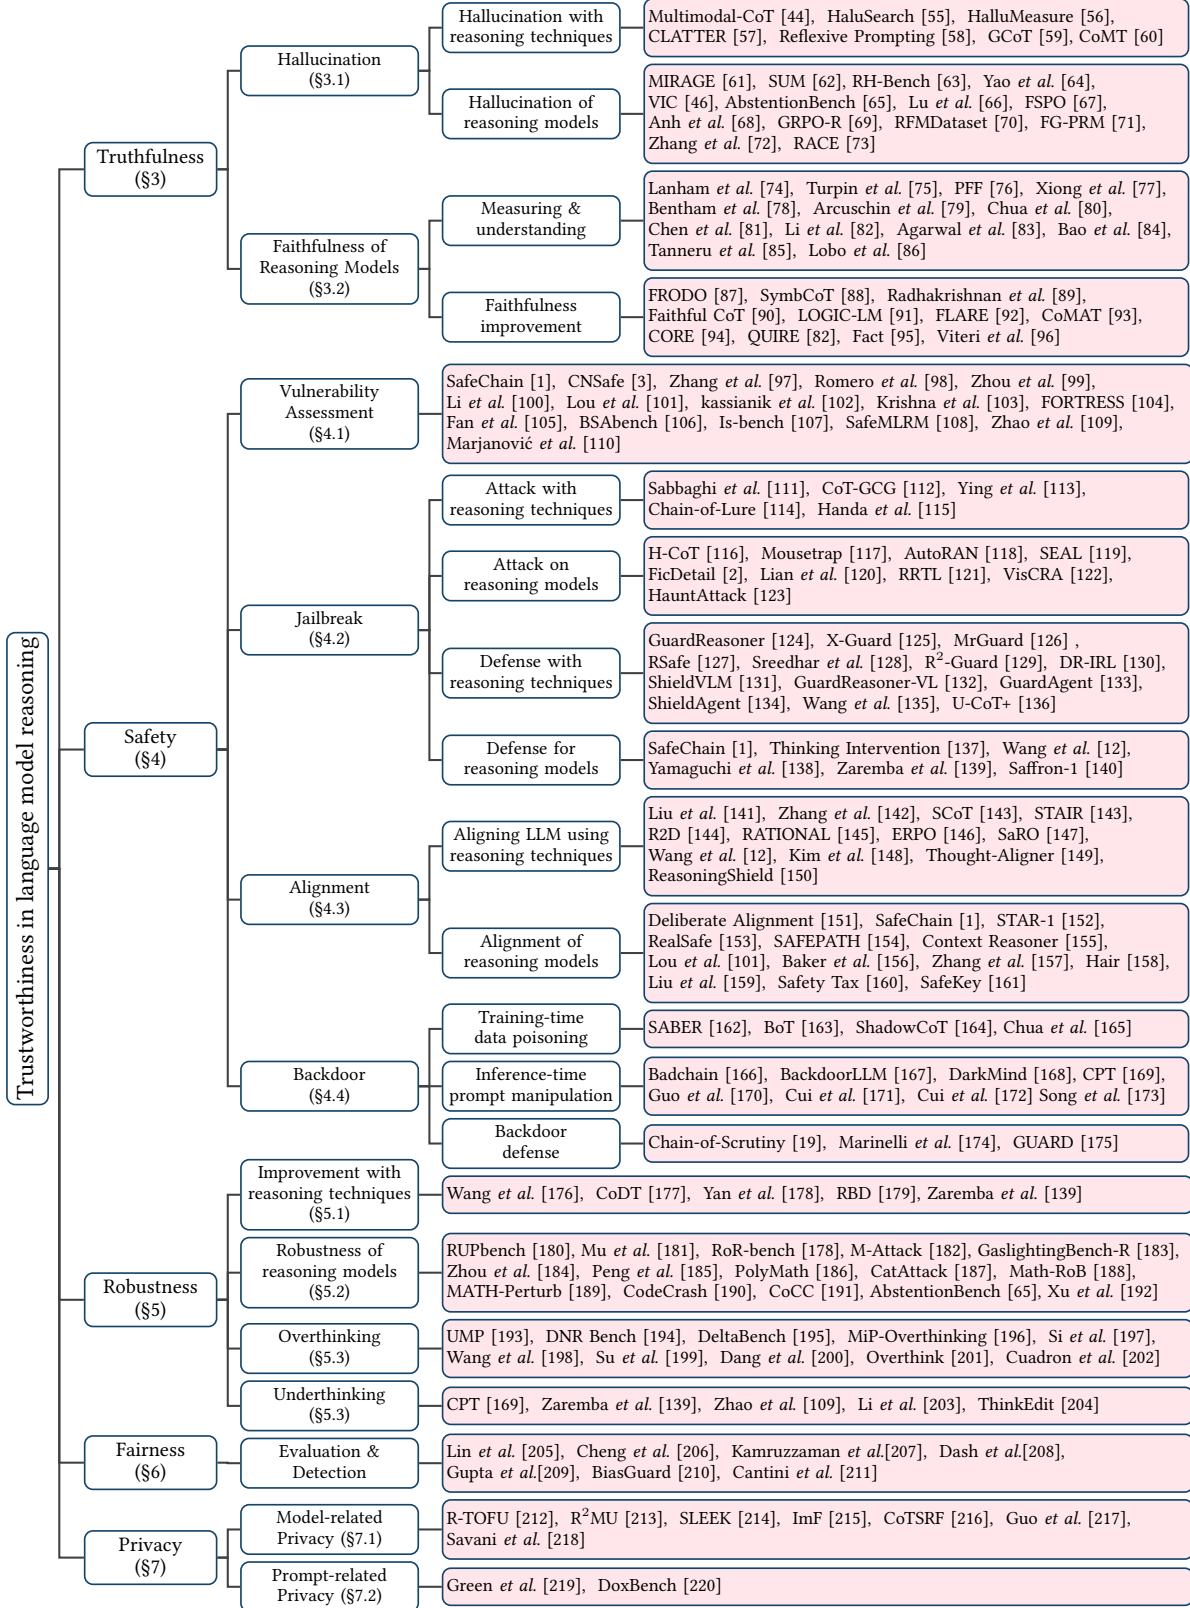 Trustworthiness in language model reasoning
Truthfulness
(§3)
Hallucination
(§3.1)
Hallucination with
reasoning techniques
Multimodal-CoT [44], HaluSearch [55], HalluMeasure [56],
CLATTER [57], Reflexive Prompting [58], GCoT [59], CoMT [60]
Hallucination of
reasoning models
MIRAGE [61], SUM [62], RH-Bench [63], Yao et al. [64],
VIC [46], AbstentionBench [65], Lu et al. [66], FSPO [67],
Anh et al. [68], GRPO-R [69], RFMDataset [70], FG-PRM [71],
Zhang et al. [72], RACE [73]
Faithfulness of
Reasoning Models
(§3.2)
Measuring &
understanding
Lanham et al. [74], Turpin et al. [75], PFF [76], Xiong et al. [77],
Bentham et al. [78], Arcuschin et al. [79], Chua et al. [80],
Chen et al. [81], Li et al. [82], Agarwal et al. [83], Bao et al. [84],
Tanneru et al. [85], Lobo et al. [86]
Faithfulness
improvement
FRODO [87], SymbCoT [88], Radhakrishnan et al. [89],
Faithful CoT [90], LOGIC-LM [91], FLARE [92], CoMAT [93],
CORE [94], QUIRE [82], Fact [95], Viteri et al. [96]
Safety
(§4)
Vulnerability
Assessment
(§4.1)
SafeChain [1], CNSafe [3], Zhang et al. [97], Romero et al. [98], Zhou et al. [99],
Li et al. [100], Lou et al. [101], kassianik et al. [102], Krishna et al. [103], FORTRESS [104],
Fan et al. [105], BSAbench [106], Is-bench [107], SafeMLRM [108], Zhao et al. [109],
Marjanović et al. [110]
Jailbreak
(§4.2)
Attack with
reasoning techniques
Sabbaghi et al. [111], CoT-GCG [112], Ying et al. [113],
Chain-of-Lure [114], Handa et al. [115]
Attack on
reasoning models
H-CoT [116], Mousetrap [117], AutoRAN [118], SEAL [119],
FicDetail [2], Lian et al. [120], RRTL [121], VisCRA [122],
HauntAttack [123]
Defense with
reasoning techniques
GuardReasoner [124], X-Guard [125], MrGuard [126] ,
RSafe [127], Sreedhar et al. [128], R²-Guard [129], DR-IRL [130],
ShieldVLM [131], GuardReasoner-VL [132], GuardAgent [133],
ShieldAgent [134], Wang et al. [135], U-CoT+ [136]
Defense for
reasoning models
SafeChain [1], Thinking Intervention [137], Wang et al. [12],
Yamaguchi et al. [138], Zaremba et al. [139], Saffron-1 [140]
Alignment
(§4.3)
Aligning LLM using
reasoning techniques
Liu et al. [141], Zhang et al. [142], SCoT [143], STAIR [143],
R2D [144], RATIONAL [145], ERPO [146], SaRO [147],
Wang et al. [12], Kim et al. [148], Thought-Aligner [149],
ReasoningShield [150]
Alignment of
reasoning models
Deliberate Alignment [151], SafeChain [1], STAR-1 [152],
RealSafe [153], SAFEPATH [154], Context Reasoner [155],
Lou et al. [101], Baker et al. [156], Zhang et al. [157], Hair [158],
Liu et al. [159], Safety Tax [160], SafeKey [161]
Backdoor
(§4.4)
Training-time
data poisoning
SABER [162], BoT [163], ShadowCoT [164], Chua et al. [165]
Inference-time
prompt manipulation
Badchain [166], BackdoorLLM [167], DarkMind [168], CPT [169],
Guo et al. [170], Cui et al. [171], Cui et al. [172] Song et al. [173]
Backdoor
defense
Chain-of-Scrutiny [19], Marinelli et al. [174], GUARD [175]
Robustness
(§5)
Improvement with
reasoning techniques
(§5.1)
Wang et al. [176], CoDT [177], Yan et al. [178], RBD [179], Zaremba et al. [139]
Robustness of
reasoning models
(§5.2)
RUPbench [180], Mu et al. [181], RoR-bench [178], M-Attack [182], GaslightingBench-R [183],
Zhou et al. [184], Peng et al. [185], PolyMath [186], CatAttack [187], Math-RoB [188],
MATH-Perturb [189], CodeCrash [190], CoCC [191], AbstentionBench [65], Xu et al. [192]
Overthinking
(§5.3)
UMP [193], DNR Bench [194], DeltaBench [195], MiP-Overthinking [196], Si et al. [197],
Wang et al. [198], Su et al. [199], Dang et al. [200], Overthink [201], Cuadron et al. [202]
Underthinking
(§5.3)
CPT [169], Zaremba et al. [139], Zhao et al. [109], Li et al. [203], ThinkEdit [204]
Fairness
(§6)
Evaluation &
Detection
Lin et al. [205], Cheng et al. [206], Kamruzzaman et al.[207], Dash et al.[208],
Gupta et al.[209], BiasGuard [210], Cantini et al. [211]
Privacy
(§7)
Model-related
Privacy (§7.1)
R-TOFU [212], R²MU [213], SLEEK [214], ImF [215], CoTSRF [216], Guo et al. [217],
Savani et al. [218]
Prompt-related
Privacy (§7.2)
Green et al. [219], DoxBench [220]